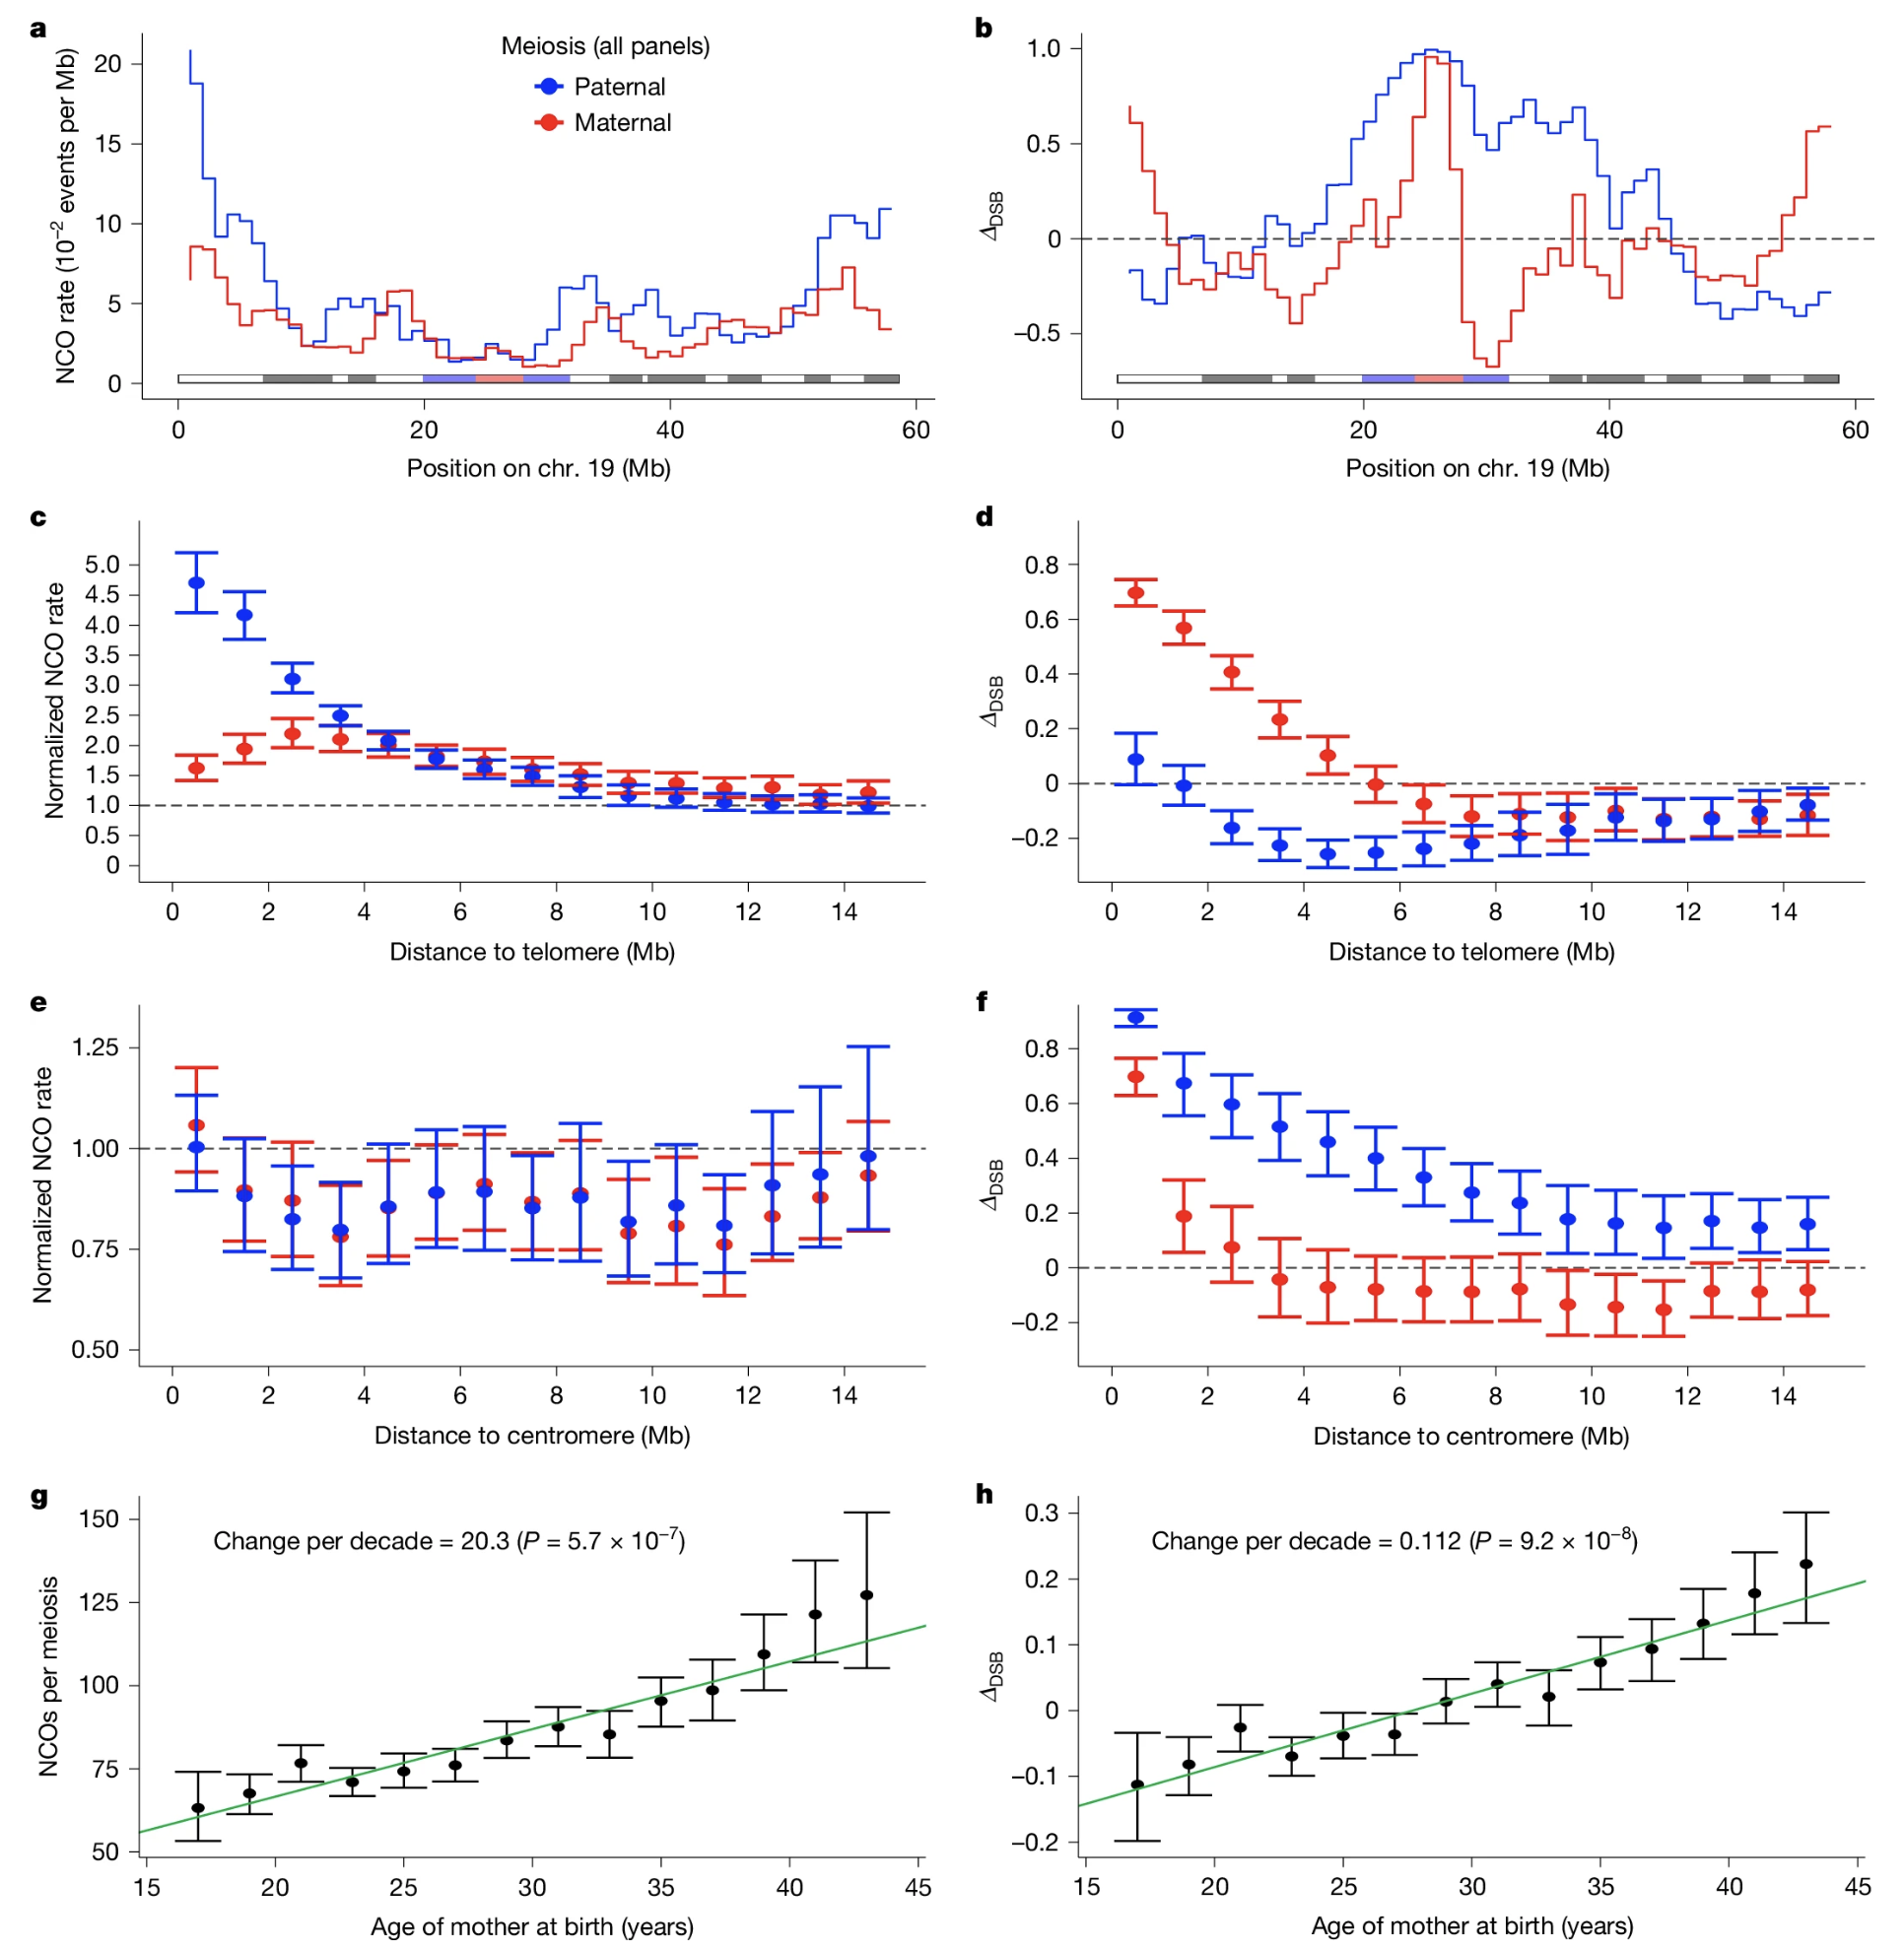 a
NCO rate (10⁻² events per Mb)
20
15
10
5
0
Meiosis (all panels)
Paternal
Maternal
0 20 40 60
Position on chr. 19 (Mb)
b
ΔDSB
1.0
0.5
0
−0.5
0 20 40 60
Position on chr. 19 (Mb)
c
Normalized NCO rate
5.0
4.5
4.0
3.5
3.0
2.5
2.0
1.5
1.0
0.5
0
0 2 4 6 8 10 12 14
Distance to telomere (Mb)
d
ΔDSB
0.8
0.6
0.4
0.2
0
−0.2
0 2 4 6 8 10 12 14
Distance to telomere (Mb)
e
Normalized NCO rate
1.25
1.00
0.75
0.50
0 2 4 6 8 10 12 14
Distance to centromere (Mb)
f
ΔDSB
0.8
0.6
0.4
0.2
0
−0.2
0 2 4 6 8 10 12 14
Distance to centromere (Mb)
g
NCOs per meiosis
150
125
100
75
50
Change per decade = 20.3 (P = 5.7 × 10⁻⁷)
15 20 25 30 35 40 45
Age of mother at birth (years)
h
ΔDSB
0.3
0.2
0.1
0
−0.1
−0.2
Change per decade = 0.112 (P = 9.2 × 10⁻⁸)
15 20 25 30 35 40 45
Age of mother at birth (years)